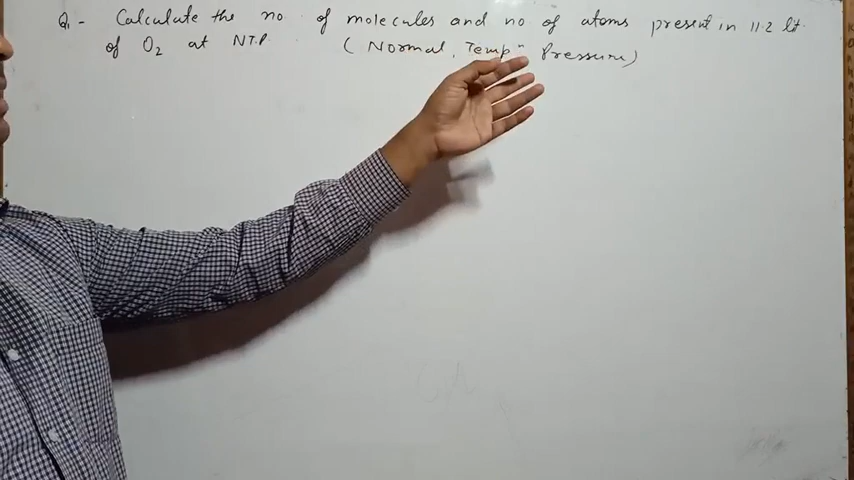 Q1- Calculate the no. of molecules and no of atoms present in 11.2 lit.
of O2 at NTP. (Normal, Tempn Pressure)